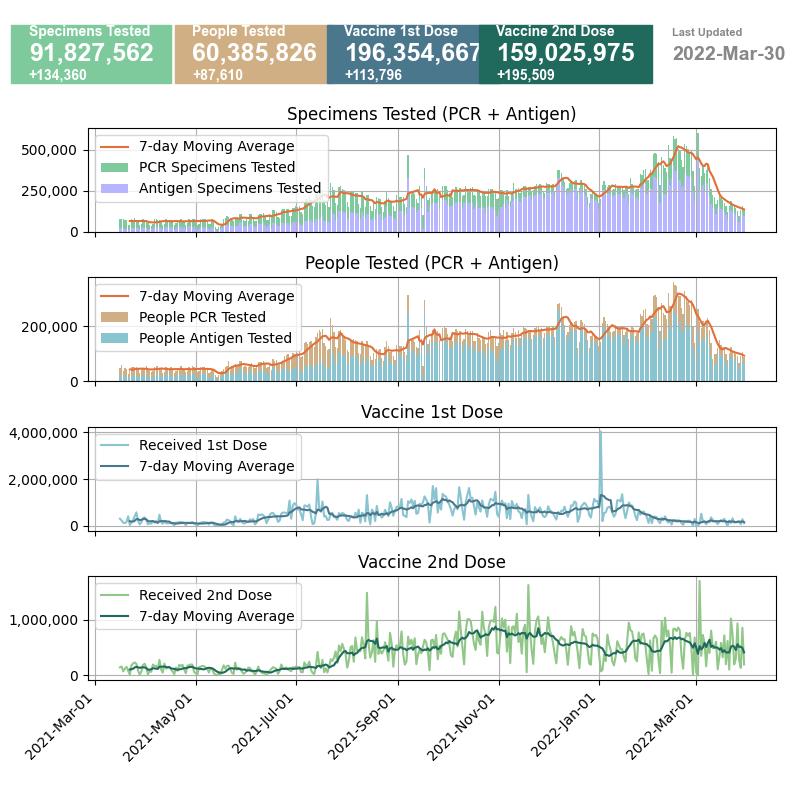 Specimens Tested
91,827,562
+134,360
People Tested
60,385,826
+87,610
Vaccine 1st Dose
196,354,667
+113,796
Vaccine 2nd Dose
159,025,975
+195,509
Last Updated
2022-Mar-30
Specimens Tested (PCR + Antigen)
500,000
250,000
0
7-day Moving Average
PCR Specimens Tested
Antigen Specimens Tested
People Tested (PCR + Antigen)
200,000
0
7-day Moving Average
People PCR Tested
People Antigen Tested
Vaccine 1st Dose
4,000,000
2,000,000
0
Received 1st Dose
7-day Moving Average
Vaccine 2nd Dose
1,000,000
0
Received 2nd Dose
7-day Moving Average
2021-Mar-01
2021-May-01
2021-Jul-01
2021-Sep-01
2021-Nov-01
2022-Jan-01
2022-Mar-01